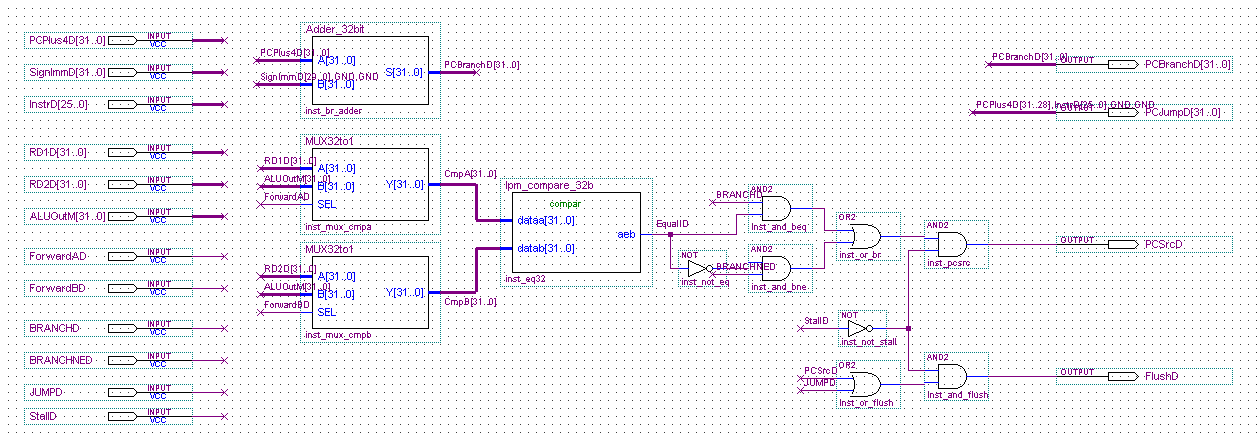 PCPlus4D[31..0] INPUT VCC
SignImmD[31..0] INPUT VCC
InstrD[25..0] INPUT VCC
RD1D[31..0] INPUT VCC
RD2D[31..0] INPUT VCC
ALUOutM[31..0] INPUT VCC
ForwardAD INPUT VCC
ForwardBD INPUT VCC
BRANCHD INPUT VCC
BRANCHNED INPUT VCC
JUMPD INPUT VCC
StallD INPUT VCC
Adder_32bit
PCPlus4D[31..0]
A[31..0]
SignImmD[29..0],GND,GND
B[31..0]
S[31..0]
PCBranchD[31..0]
inst_br_adder
MUX32to1
RD1D[31..0]
A[31..0]
ALUOutM[31..0]
B[31..0]
ForwardAD
SEL
Y[31..0]
CmpA[31..0]
inst_mux_cmpa
MUX32to1
RD2D[31..0]
A[31..0]
ALUOutM[31..0]
B[31..0]
ForwardBD
SEL
Y[31..0]
CmpB[31..0]
inst_mux_cmpb
lpm_compare_32b
compar
dataa[31..0]
datab[31..0]
aeb
inst_eq32
EqualID
NOT
inst_not_eq
BRANCHD
AND2
inst_and_beq
BRANCHNED
AND2
inst_and_bne
OR2
inst_or_br
AND2
inst_pcsrc
StallD
NOT
inst_not_stall
PCSrcD
JUMPD
OR2
inst_or_flush
AND2
inst_and_flush
PCBranchD[31..0]
OUTPUT
PCBranchD[31..0]
PCPlus4D[31..28],InstrD[25..0],GND,GND
OUTPUT
PCJumpD[31..0]
OUTPUT
PCSrcD
OUTPUT
FlushD